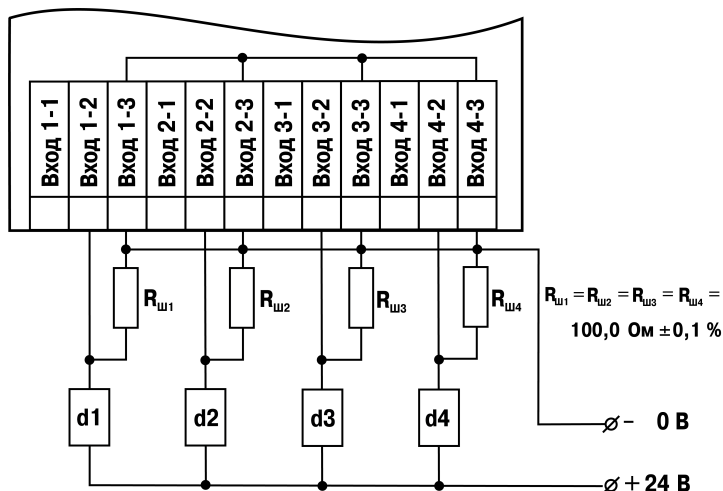 Вход 1-1
Вход 1-2
Вход 1-3
Вход 2-1
Вход 2-2
Вход 2-3
Вход 3-1
Вход 3-2
Вход 3-3
Вход 4-1
Вход 4-2
Вход 4-3
Rш1
Rш2
Rш3
Rш4
Rш1 = Rш2 = Rш3 = Rш4 =
100,0 Ом ±0,1 %
d1
d2
d3
d4
- 0 В
+ 24 В